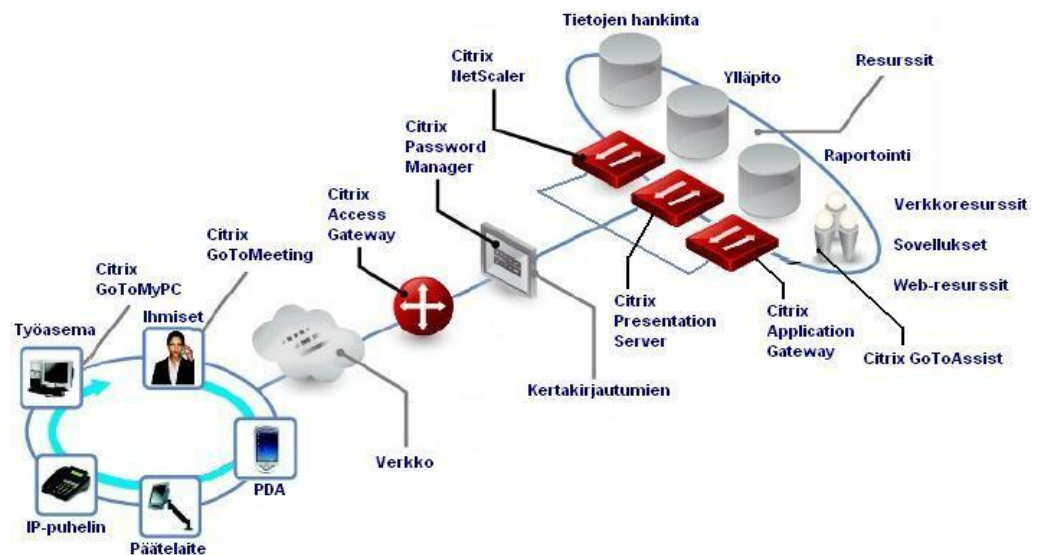 Tietojen hankinta
Citrix
NetScaler
Ylläpito
Resurssit
Citrix
Password
Manager
Raportointi
Citrix
Access
Gateway
Verkkoresurssit
Citrix
GoToMeeting
Sovellukset
Citrix
GoToMyPC
Web-resurssit
Citrix
Presentation
Server
Citrix
Application
Gateway
Citrix GoToAssist
Työasema
Ihmiset
Kertakirjautumien
Verkko
PDA
IP-puhelin
Päätelaite